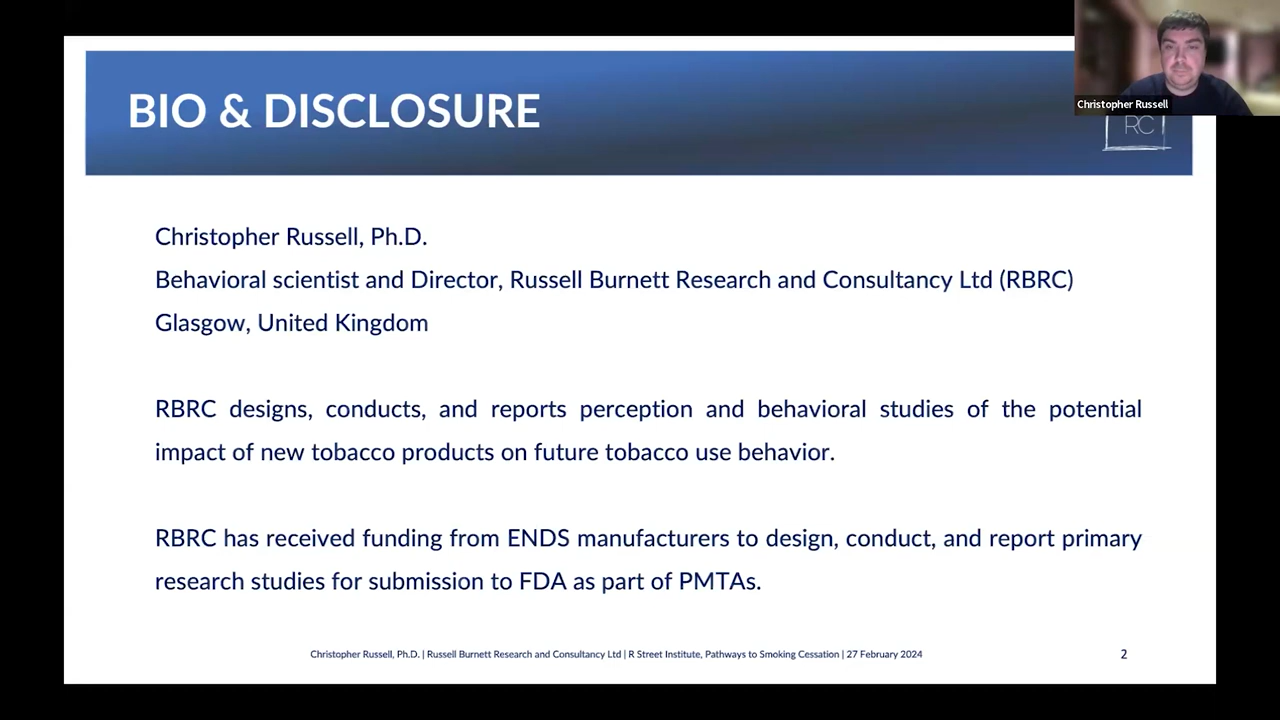 BIO & DISCLOSURE
Christopher Russell
RC
Christopher Russell, Ph.D.
Behavioral scientist and Director, Russell Burnett Research and Consultancy Ltd (RBRC)
Glasgow, United Kingdom
RBRC designs, conducts, and reports perception and behavioral studies of the potential
impact of new tobacco products on future tobacco use behavior.
RBRC has received funding from ENDS manufacturers to design, conduct, and report primary
research studies for submission to FDA as part of PMTAs.
Christopher Russell, Ph.D. | Russell Burnett Research and Consultancy Ltd | R Street Institute, Pathways to Smoking Cessation | 27 February 2024
2